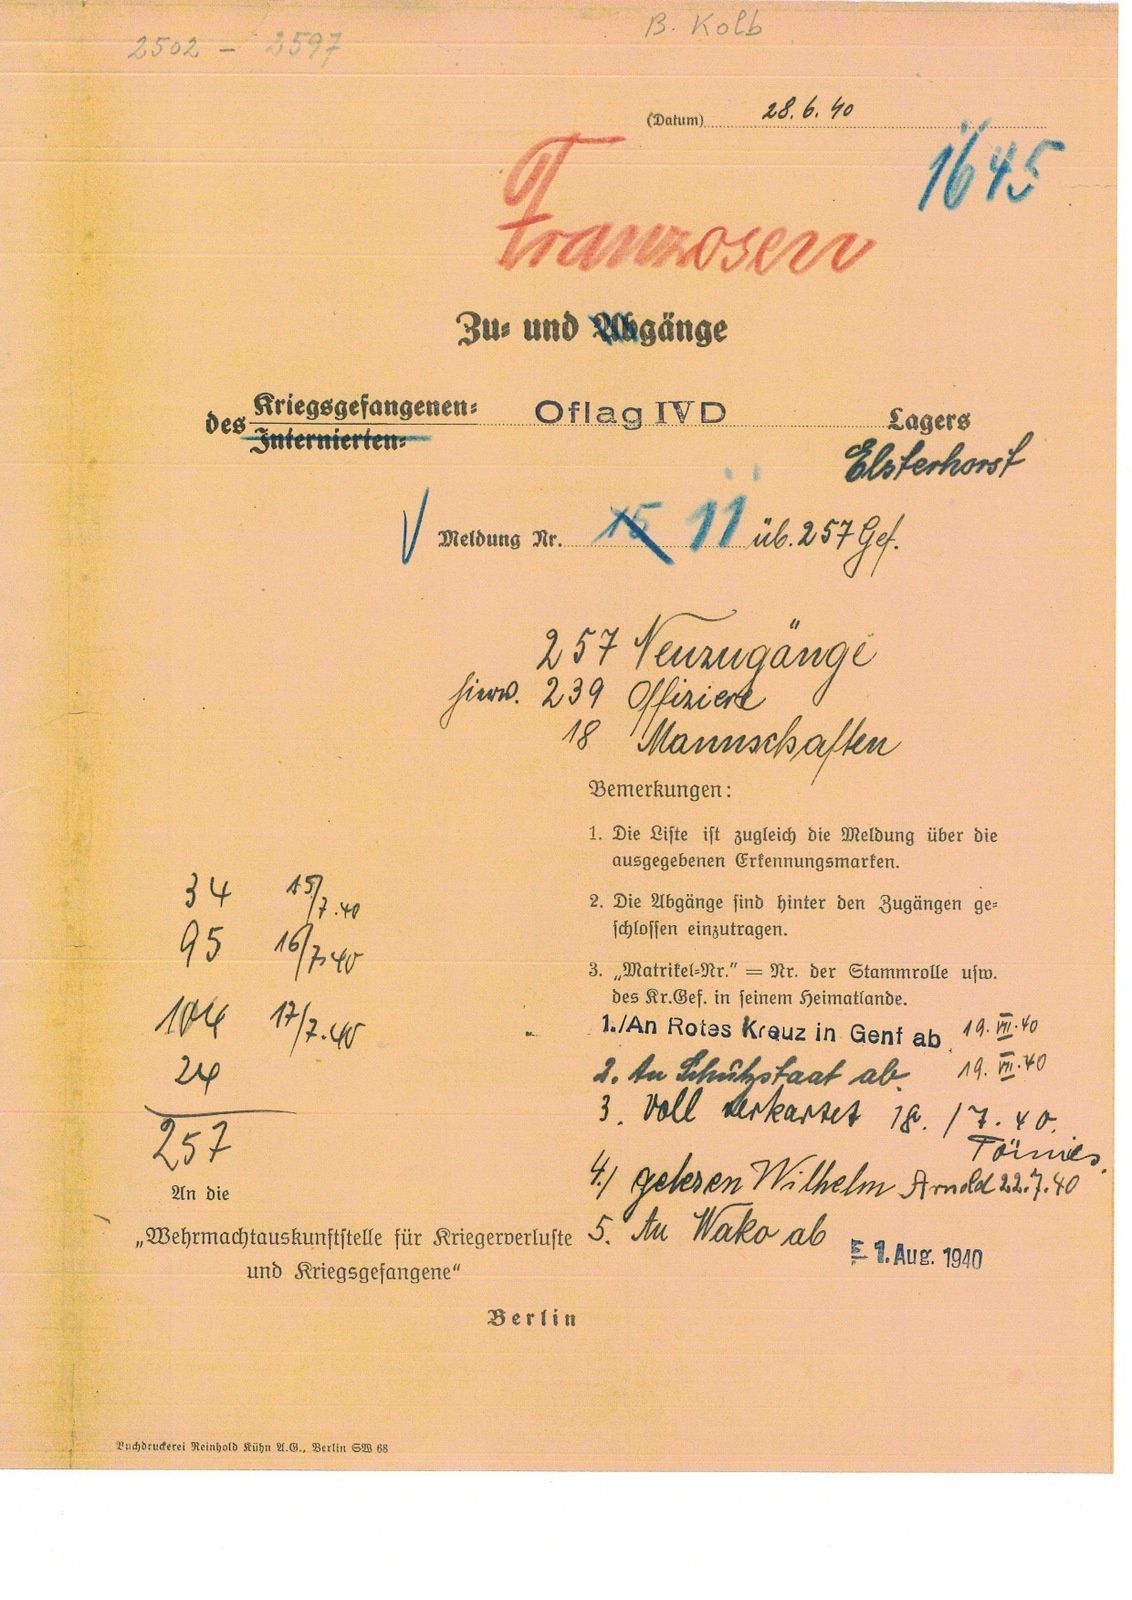 2502 - 2597
B. Kolb
(Datum) 28.6.40
1645
Franzosen
Zu- und Abgänge
des Kriegsgefangenen-
Internierten-
Oflag IVD Lagers
Elsterhorst
Meldung Nr. 15 11 üb. 257 Gef.
257 Neuzugänge
239 Offiziere
18 Mannschaften
Bemerkungen:
1. Die Liste ist zugleich die Meldung über die
ausgegebenen Erkennungsmarken.
2. Die Abgänge sind hinter den Zugängen ge-
schlossen einzutragen.
3. „Matrikel-Nr.“ = Nr. der Stammrolle usw.
des Kr.Gef. in seinem Heimatlande.
34 15/7.40
95 16/7.40
104 17/7.40
24
257
1./An Rotes Kreuz in Genf ab 19. VII. 40
2. An Schutzstaat ab 19. VII. 40
3. voll verkartet 19./7.40.
4./ gelesen Wilhelm Arnold 22.7.40
5. An Wako ab
1. Aug. 1940
An die
„Wehrmachtauskunftstelle für Kriegerverluste
und Kriegsgefangene“
Berlin
Buchdruckerei Reinhold Kühn A.G., Berlin SW 68